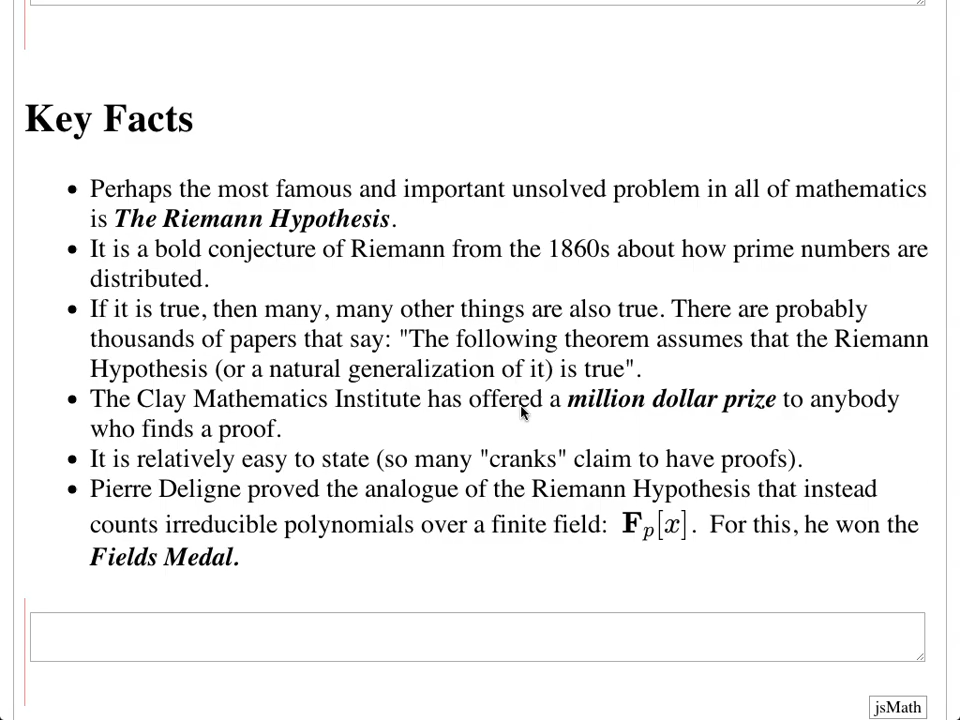 Key Facts
Perhaps the most famous and important unsolved problem in all of mathematics
is The Riemann Hypothesis.
It is a bold conjecture of Riemann from the 1860s about how prime numbers are
distributed.
If it is true, then many, many other things are also true. There are probably
thousands of papers that say: "The following theorem assumes that the Riemann
Hypothesis (or a natural generalization of it) is true".
The Clay Mathematics Institute has offered a million dollar prize to anybody
who finds a proof.
It is relatively easy to state (so many "cranks" claim to have proofs).
Pierre Deligne proved the analogue of the Riemann Hypothesis that instead
counts irreducible polynomials over a finite field: F_p[x]. For this, he won the
Fields Medal.
jsMath